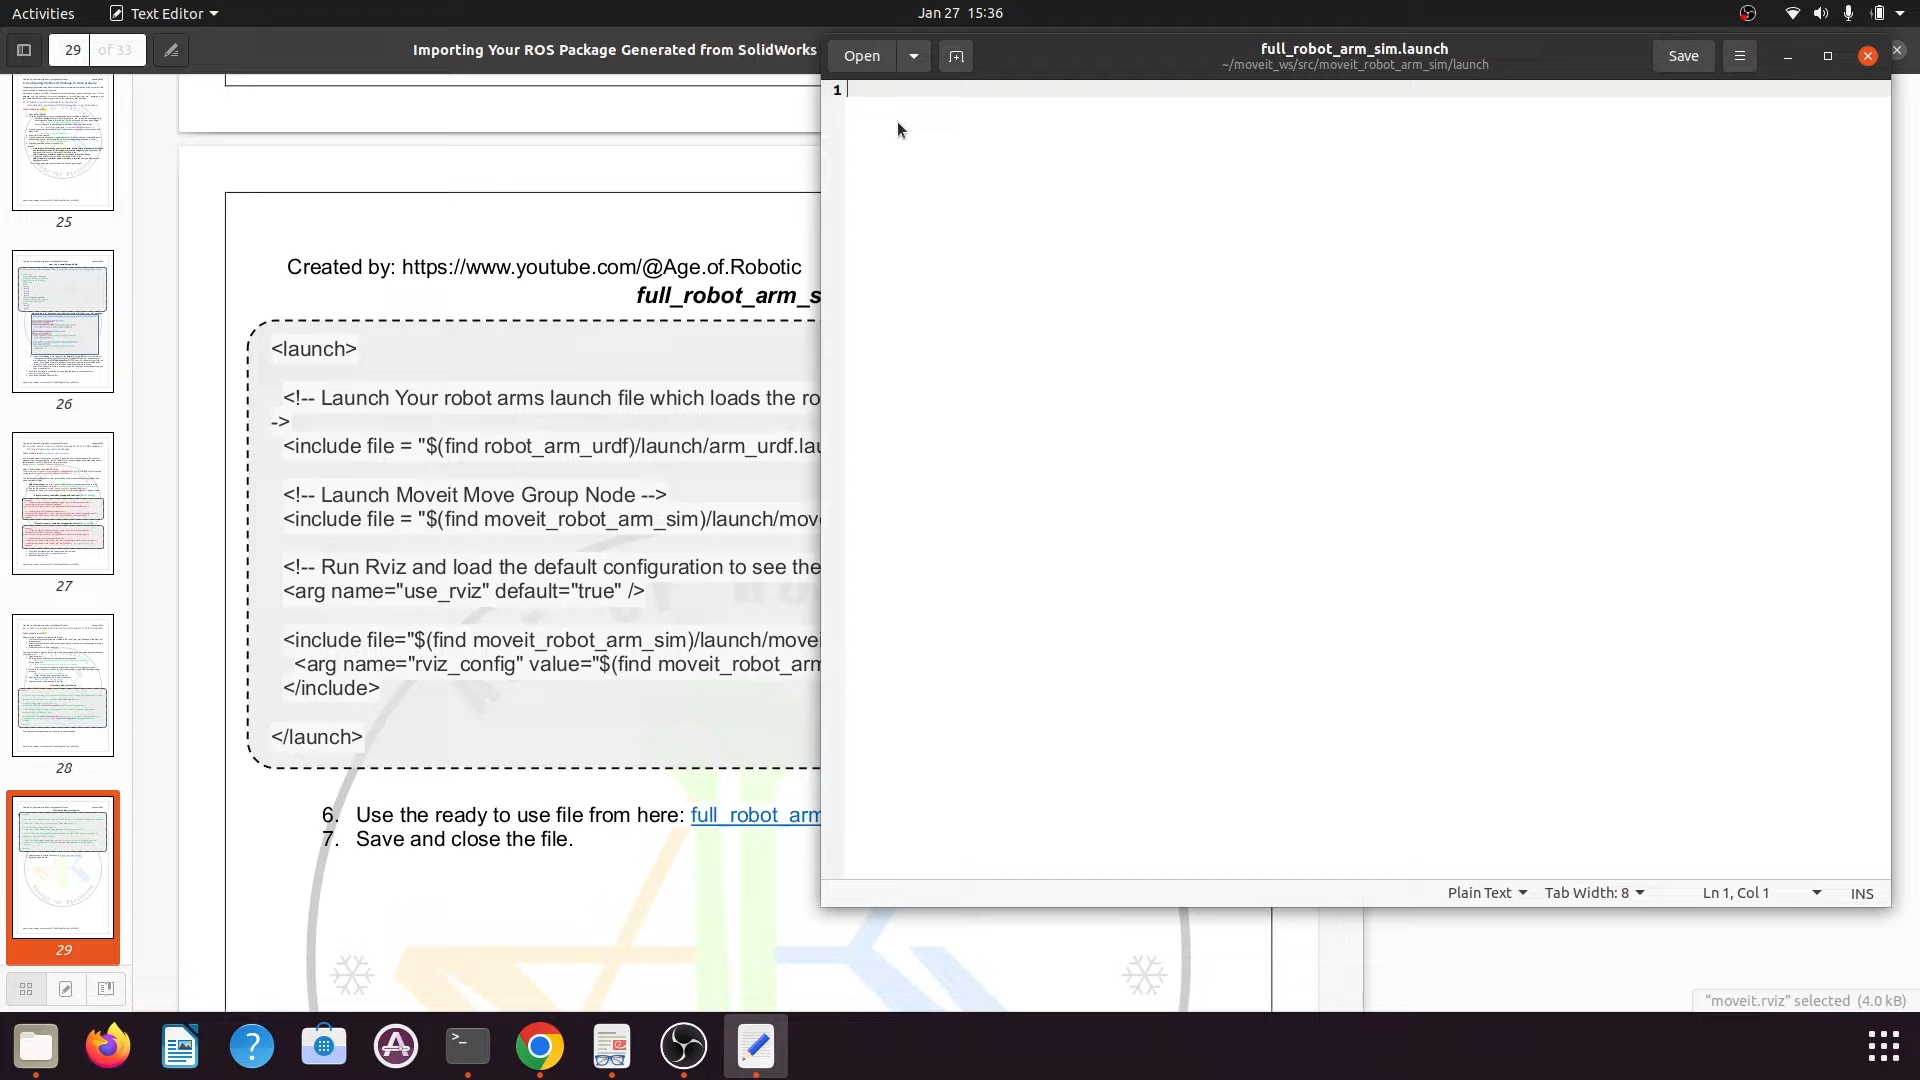 Activities
Text Editor
Jan 27 15:36
29
of 33
Importing Your ROS Package Generated from SolidWorks
Open
full_robot_arm_sim.launch
~/moveit_ws/src/moveit_robot_arm_sim/launch
Save
1
25
26
27
28
29
Created by: https://www.youtube.com/@Age.of.Robotic
full_robot_arm_s
<launch>
<!-- Launch Your robot arms launch file which loads the ro
->
<include file = "$(find robot_arm_urdf)/launch/arm_urdf.lau
<!-- Launch Moveit Move Group Node -->
<include file = "$(find moveit_robot_arm_sim)/launch/mov
<!-- Run Rviz and load the default configuration to see the
<arg name="use_rviz" default="true" />
<include file="$(find moveit_robot_arm_sim)/launch/movei
<arg name="rviz_config" value="$(find moveit_robot_arm
</include>
</launch>
6. Use the ready to use file from here: full_robot_arm
7. Save and close the file.
Plain Text
Tab Width: 8
Ln 1, Col 1
INS
"moveit.rviz" selected (4.0 kB)